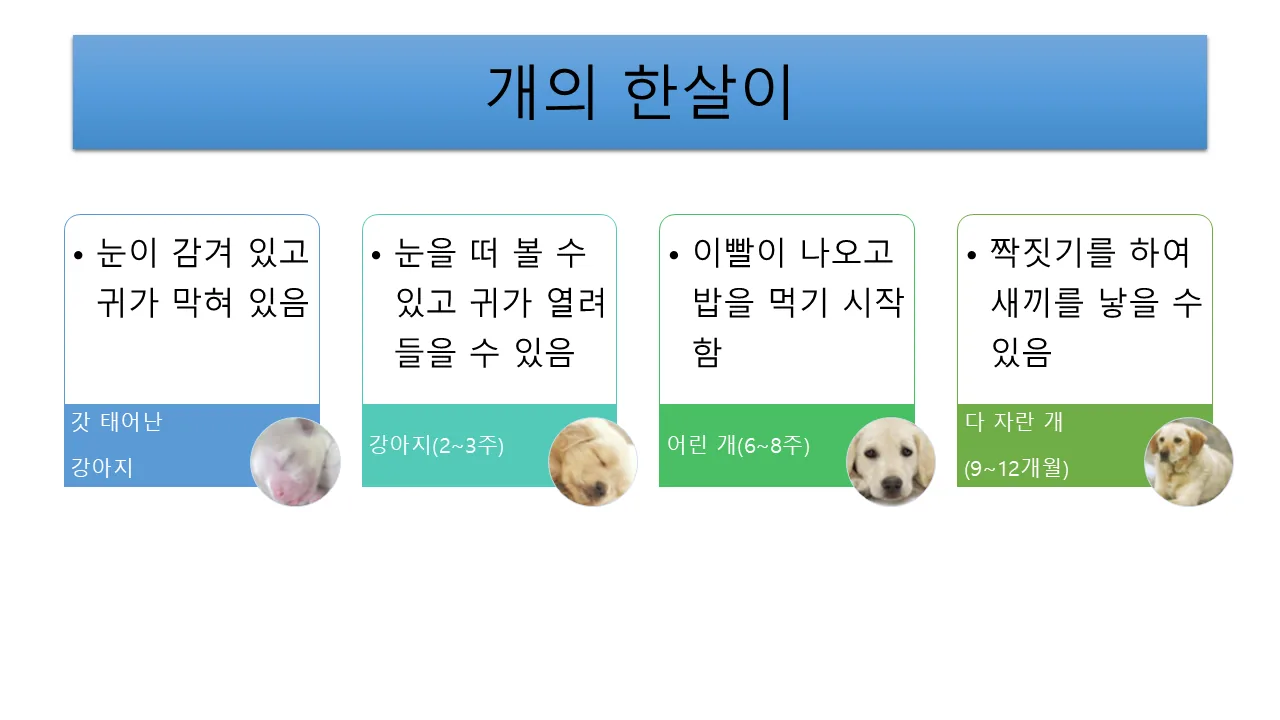 개의 한살이
• 눈이 감겨 있고
귀가 막혀 있음
갓 태어난
강아지
• 눈을 떠 볼 수
있고 귀가 열려
들을 수 있음
강아지(2~3주)
• 이빨이 나오고
밥을 먹기 시작
함
어린 개(6~8주)
• 짝짓기를 하여
새끼를 낳을 수
있음
다 자란 개
(9~12개월)